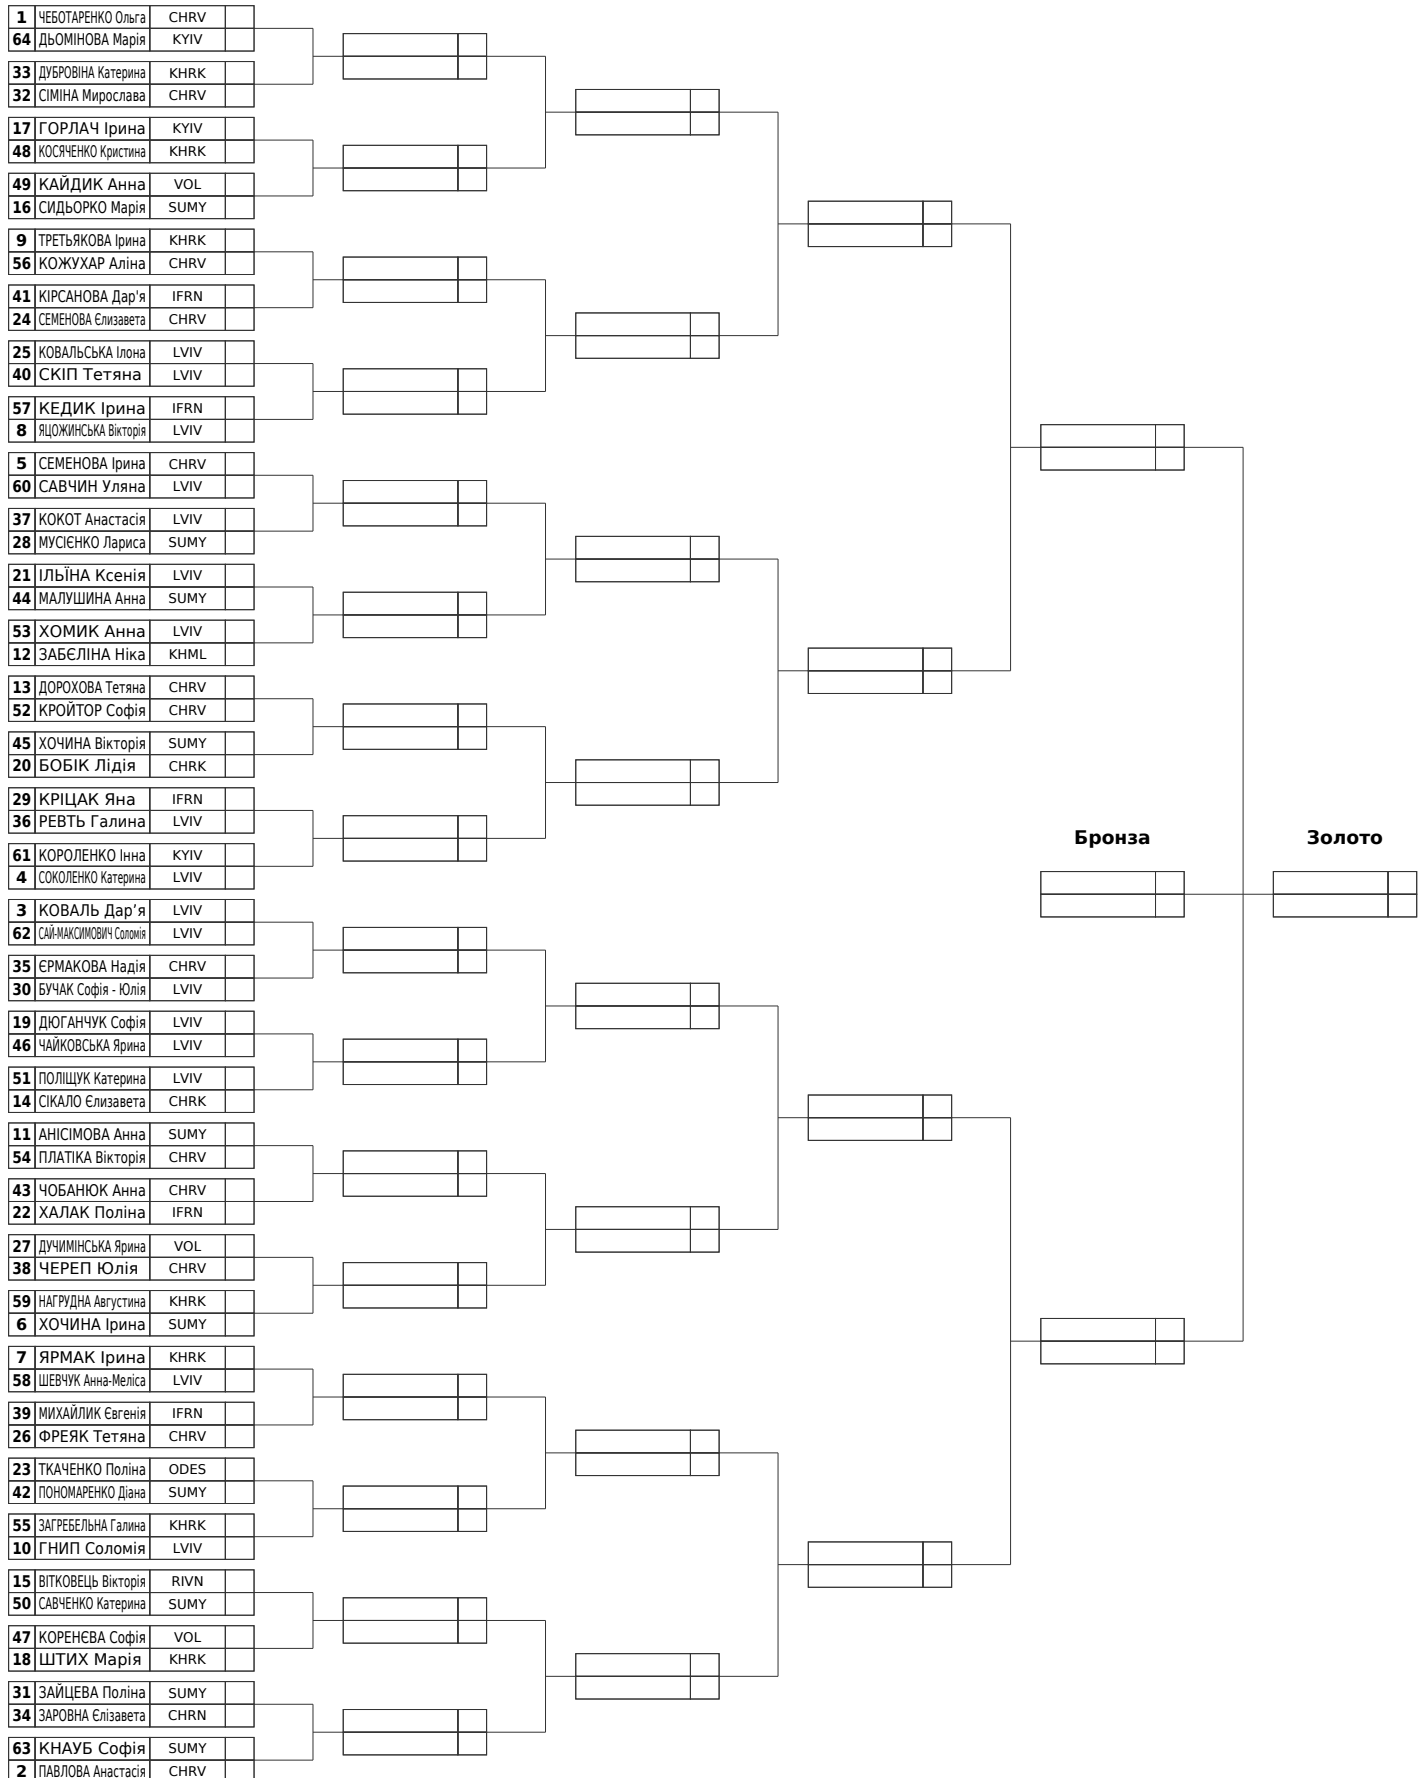 1 ЧЕБОТАРЕНКО Ольга CHRV
64 ДЬОМІНОВА Марія KYIV
33 ДУБРОВІНА Катерина KHRK
32 СІМІНА Мирослава CHRV
17 ГОРЛАЧ Ірина KYIV
48 КОСЯЧЕНКО Кристина KHRK
49 КАЙДИК Анна VOL
16 СИДЬОРКО Марія SUMY
9 ТРЕТЬЯКОВА Ірина KHRK
56 КОЖУХАР Аліна CHRV
41 КІРСАНОВА Дар'я IFRN
24 СЕМЕНОВА Єлизавета CHRV
25 КОВАЛЬСЬКА Ілона LVIV
40 СКІП Тетяна LVIV
57 КЕДИК Ірина IFRN
8 ЯЦОЖИНСЬКА Вікторія LVIV
5 СЕМЕНОВА Ірина CHRV
60 САВЧИН Уляна LVIV
37 КОКОТ Анастасія LVIV
28 МУСІЄНКО Лариса SUMY
21 ІЛЬЇНА Ксенія LVIV
44 МАЛУШИНА Анна SUMY
53 ХОМИК Анна LVIV
12 ЗАБЄЛІНА Ніка KHML
13 ДОРОХОВА Тетяна CHRV
52 КРОЙТОР Софія CHRV
45 ХОЧИНА Вікторія SUMY
20 БОБІК Лідія CHRK
29 КРІЦАК Яна IFRN
36 РЕВТЬ Галина LVIV
Бронза Золото
61 КОРОЛЕНКО Інна KYIV
4 СОКОЛЕНКО Катерина LVIV
3 КОВАЛЬ Дар’я LVIV
62 САЙ-МАКСИМОВИЧ Соломія LVIV
35 ЄРМАКОВА Надія CHRV
30 БУЧАК Софія - Юлія LVIV
19 ДЮГАНЧУК Софія LVIV
46 ЧАЙКОВСЬКА Ярина LVIV
51 ПОЛІЩУК Катерина LVIV
14 СІКАЛО Єлизавета CHRK
11 АНІСІМОВА Анна SUMY
54 ПЛАТІКА Вікторія CHRV
43 ЧОБАНЮК Анна CHRV
22 ХАЛАК Поліна IFRN
27 ДУЧИМІНСЬКА Ярина VOL
38 ЧЕРЕП Юлія CHRV
59 НАГРУДНА Августина KHRK
6 ХОЧИНА Ірина SUMY
7 ЯРМАК Ірина KHRK
58 ШЕВЧУК Анна-Меліса LVIV
39 МИХАЙЛИК Євгенія IFRN
26 ФРЕЯК Тетяна CHRV
23 ТКАЧЕНКО Поліна ODES
42 ПОНОМАРЕНКО Діана SUMY
55 ЗАГРЕБЕЛЬНА Галина KHRK
10 ГНИП Соломія LVIV
15 ВІТКОВЕЦЬ Вікторія RIVN
50 САВЧЕНКО Катерина SUMY
47 КОРЕНЄВА Софія VOL
18 ШТИХ Марія KHRK
31 ЗАЙЦЕВА Поліна SUMY
34 ЗАРОВНА Єлізавета CHRN
63 КНАУБ Софія SUMY
2 ПАВЛОВА Анастасія CHRV